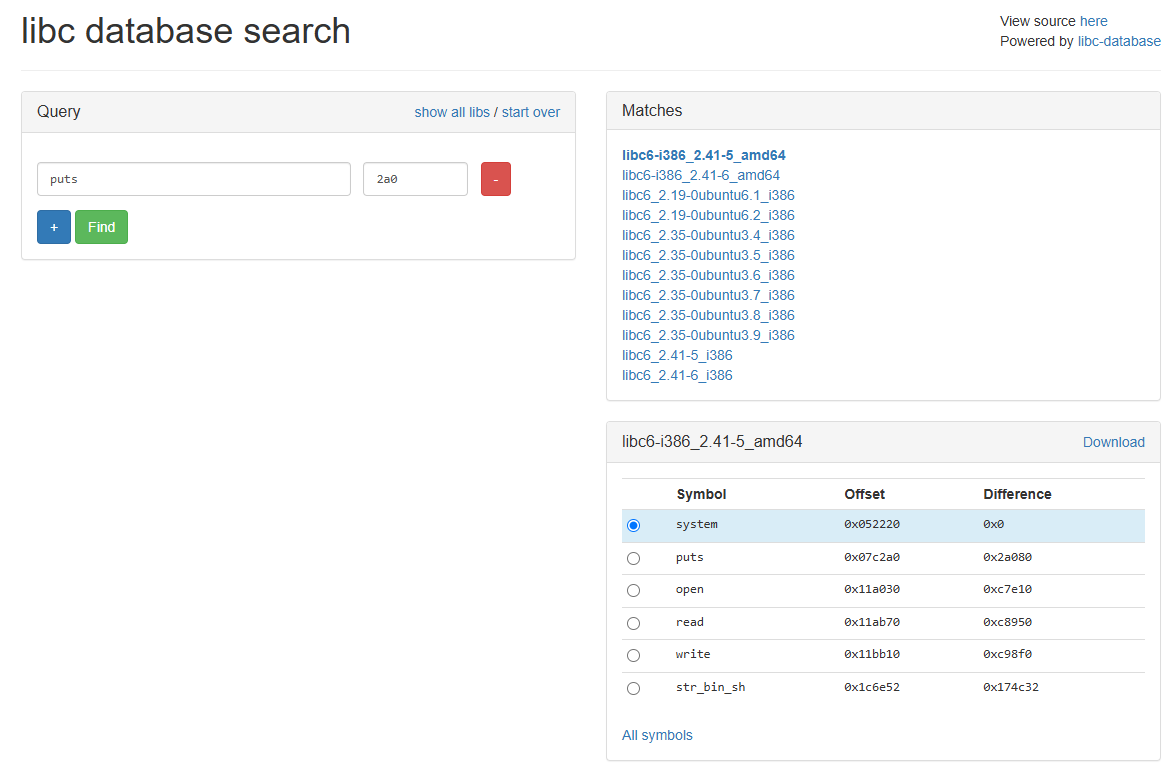 libc database search
View source here
Powered by libc-database
Query
show all libs / start over
puts
2a0
-
+
Find
Matches
libc6-i386_2.41-5_amd64
libc6-i386_2.41-6_amd64
libc6_2.19-0ubuntu6.1_i386
libc6_2.19-0ubuntu6.2_i386
libc6_2.35-0ubuntu3.4_i386
libc6_2.35-0ubuntu3.5_i386
libc6_2.35-0ubuntu3.6_i386
libc6_2.35-0ubuntu3.7_i386
libc6_2.35-0ubuntu3.8_i386
libc6_2.35-0ubuntu3.9_i386
libc6_2.41-5_i386
libc6_2.41-6_i386
libc6-i386_2.41-5_amd64 Download
Symbol Offset Difference
system 0x052220 0x0
puts 0x07c2a0 0x2a080
open 0x11a030 0xc7e10
read 0x11ab70 0xc8950
write 0x11bb10 0xc98f0
str_bin_sh 0x1c6e52 0x174c32
All symbols